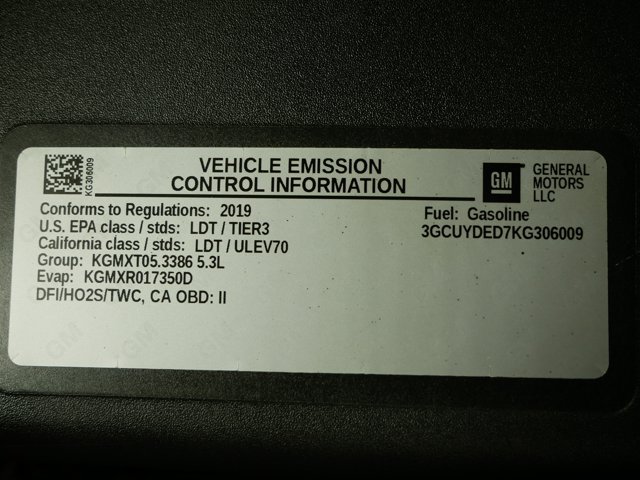 KG306009
VEHICLE EMISSION
CONTROL INFORMATION
GM
GENERAL
MOTORS
LLC
Conforms to Regulations: 2019
U.S. EPA class / stds: LDT / TIER3
California class / stds: LDT / ULEV70
Group: KGMXT05.3386 5.3L
Evap: KGMXR017350D
DFI/HO2S/TWC, CA OBD: II
Fuel: Gasoline
3GCUYDED7KG306009